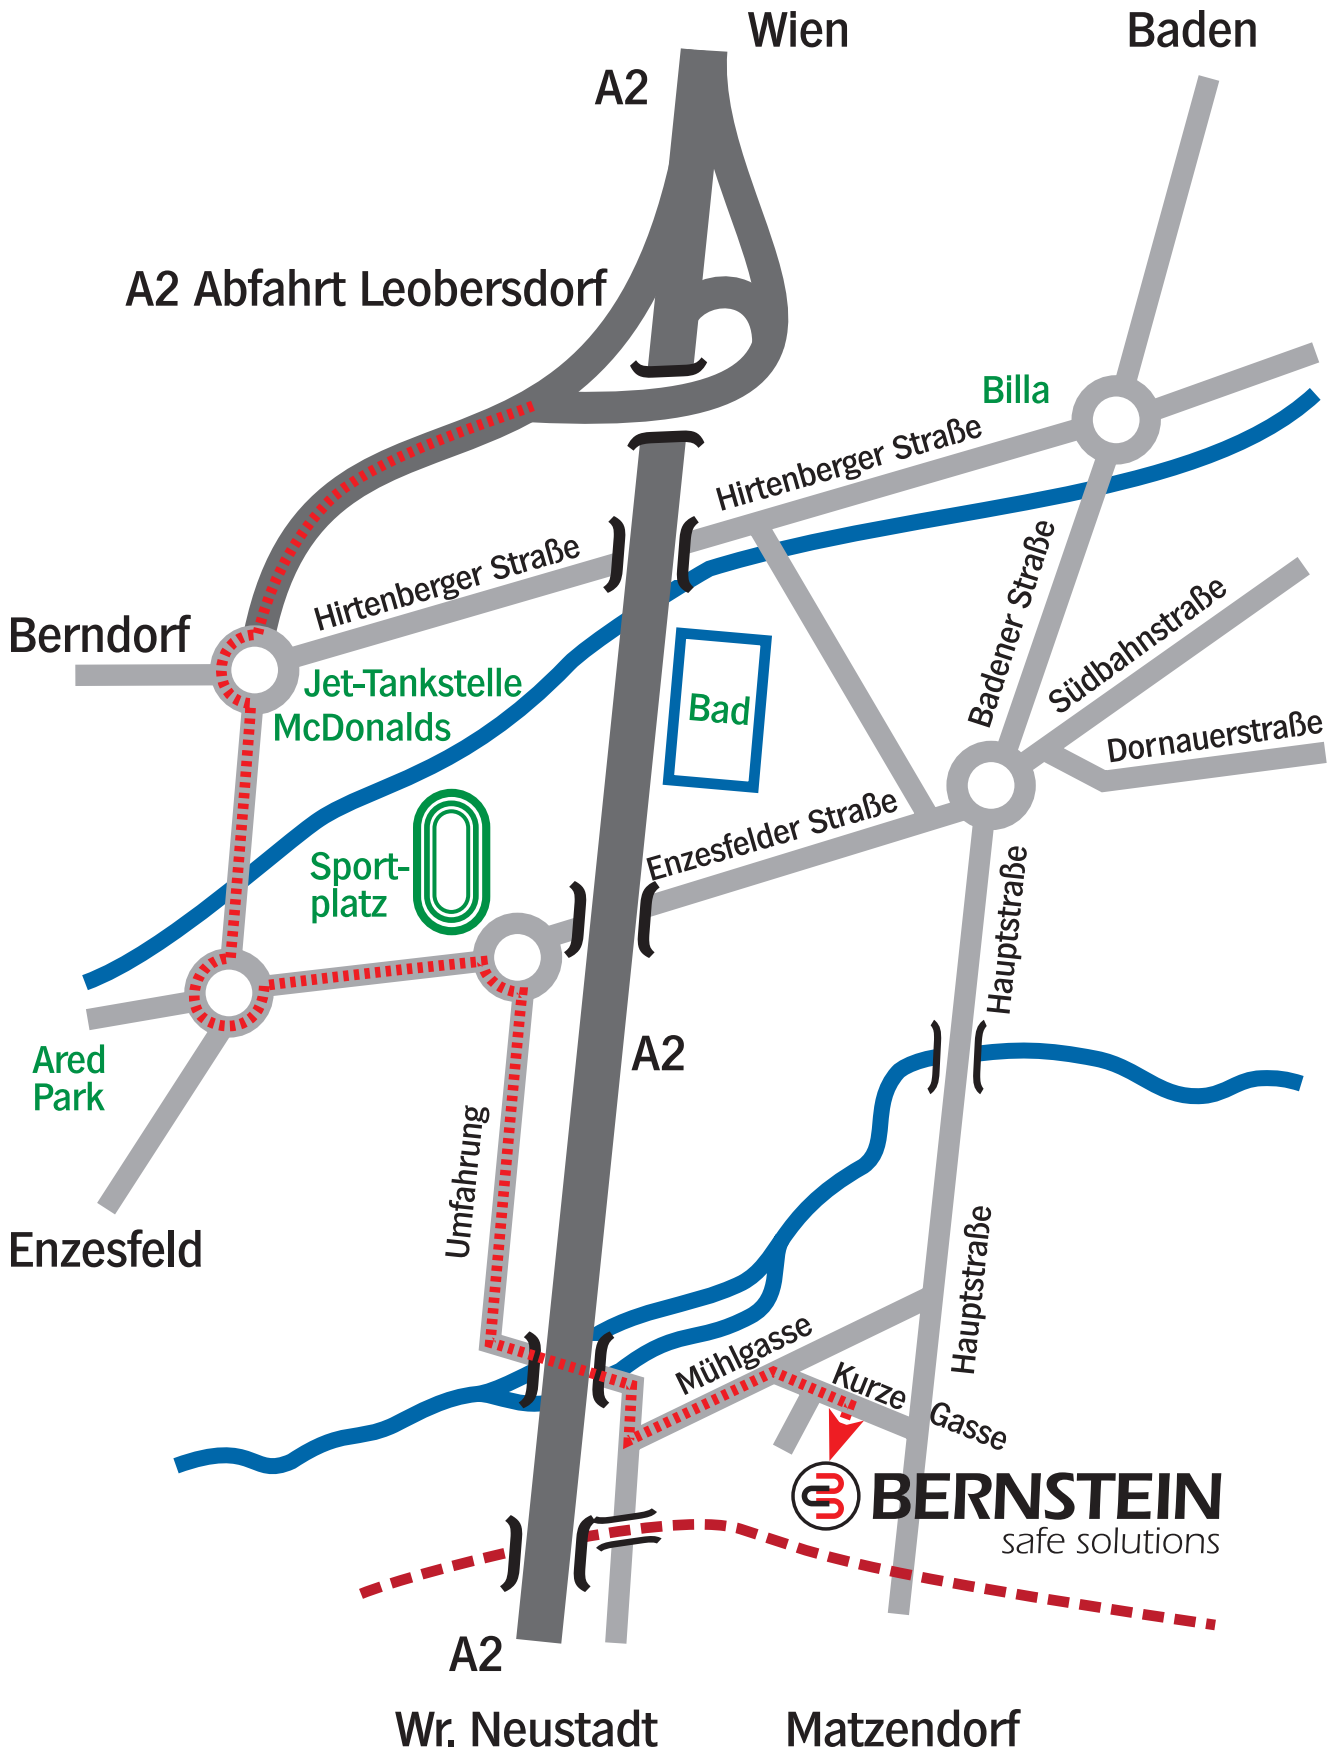 Wien
Baden
A2
A2 Abfahrt Leobersdorf
Billa
Hirtenberger Straße
Hirtenberger Straße
Badener Straße
Südbahnstraße
Berndorf
Jet-Tankstelle
McDonalds
Bad
Dornauerstraße
Enzesfelder Straße
Sport-
platz
Hauptstraße
A2
Ared
Park
Umfahrung
Enzesfeld
Hauptstraße
Mühlgasse
Kurze Gasse
BERNSTEIN
safe solutions
A2
Wr. Neustadt
Matzendorf